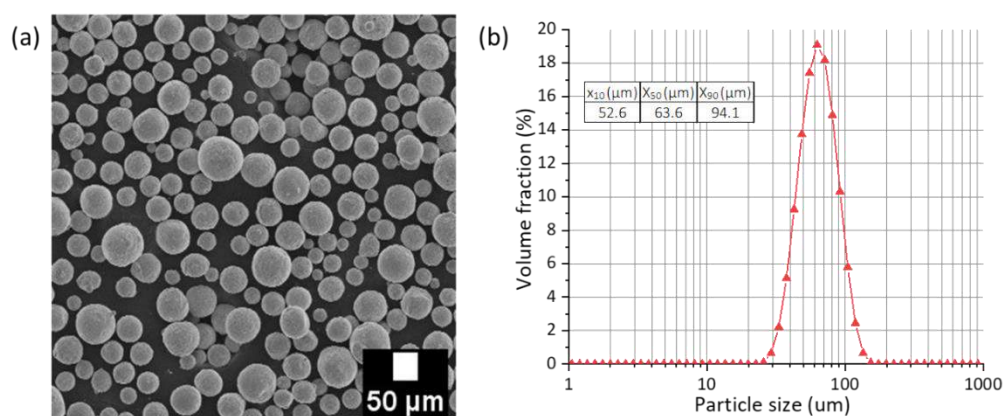 (a)
50 µm
(b)
Volume fraction (%)
20
18
16
14
12
10
8
6
4
2
0
x10 (µm) X50 (µm) X90 (µm)
52.6 63.6 94.1
1 10 100 1000
Particle size (um)